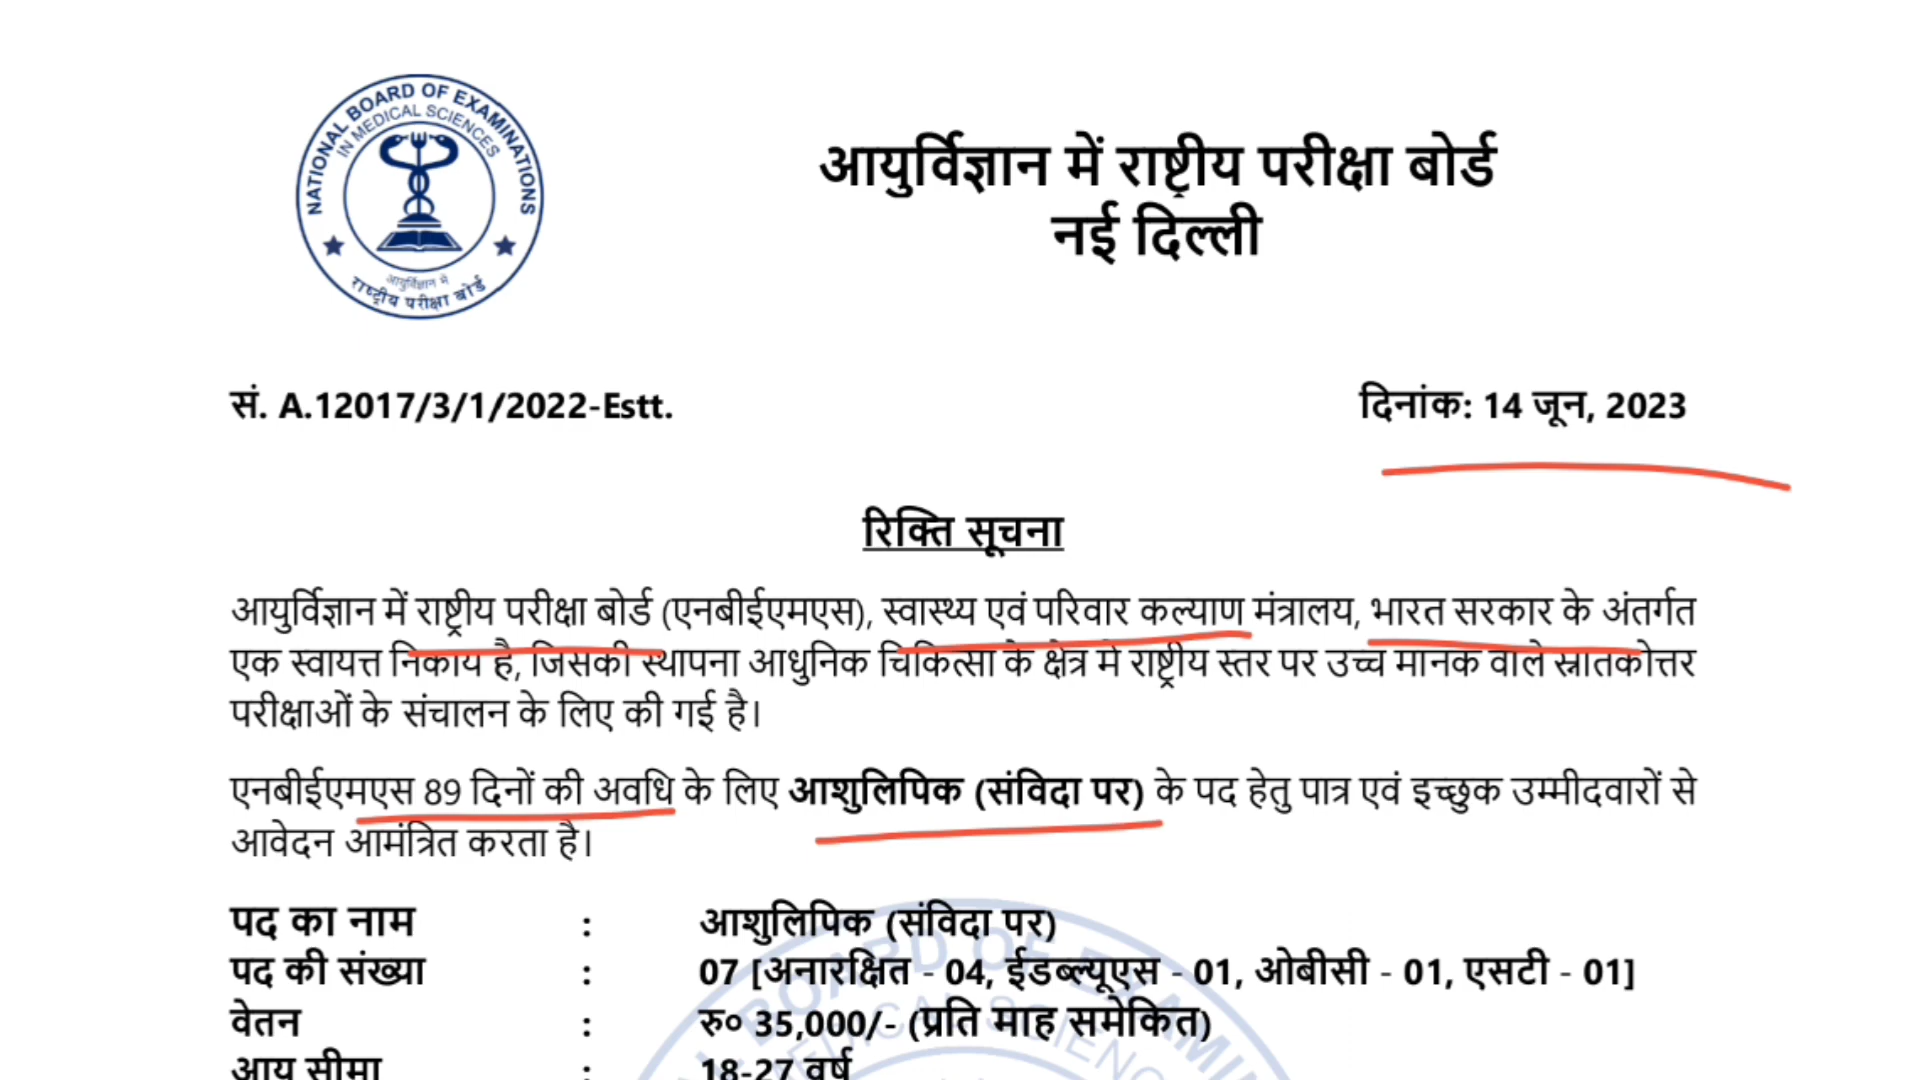 NATIONAL BOARD OF EXAMINATIONS
IN MEDICAL SCIENCES
आयुर्विज्ञान में
राष्ट्रीय परीक्षा बोर्ड
आयुर्विज्ञान में राष्ट्रीय परीक्षा बोर्ड
नई दिल्ली
सं. A.12017/3/1/2022-Estt.
दिनांक: 14 जून, 2023
रिक्ति सूचना
आयुर्विज्ञान में राष्ट्रीय परीक्षा बोर्ड (एनबीईएमएस), स्वास्थ्य एवं परिवार कल्याण मंत्रालय, भारत सरकार के अंतर्गत
एक स्वायत्त निकाय है, जिसकी स्थापना आधुनिक चिकित्सा के क्षेत्र में राष्ट्रीय स्तर पर उच्च मानक वाले स्नातकोत्तर
परीक्षाओं के संचालन के लिए की गई है।
एनबीईएमएस 89 दिनों की अवधि के लिए आशुलिपिक (संविदा पर) के पद हेतु पात्र एवं इच्छुक उम्मीदवारों से
आवेदन आमंत्रित करता है।
पद का नाम : आशुलिपिक (संविदा पर)
पद की संख्या : 07 [अनारक्षित - 04, ईडब्ल्यूएस - 01, ओबीसी - 01, एसटी - 01]
वेतन : रु० 35,000/- (प्रति माह समेकित)
आयु सीमा : 18-27 वर्ष